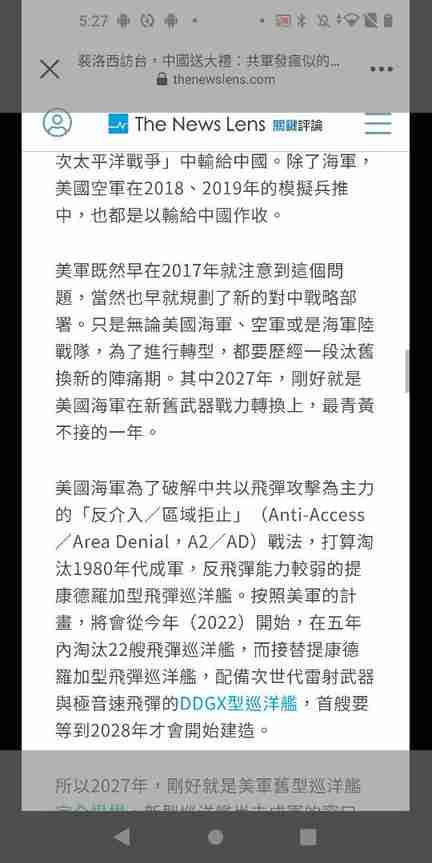 5:27
裴洛西訪台，中國送大禮：共軍發瘋似的...
thenewslens.com
The News Lens 關鍵評論
次太平洋戰爭」中輸給中國。除了海軍，
美國空軍在2018、2019年的模擬兵推
中，也都是以輸給中國作收。
美軍既然早在2017年就注意到這個問
題，當然也早就規劃了新的對中戰略部
署。只是無論美國海軍、空軍或是海軍陸
戰隊，為了進行轉型，都要歷經一段汰舊
換新的陣痛期。其中2027年，剛好就是
美國海軍在新舊武器戰力轉換上，最青黃
不接的一年。
美國海軍為了破解中共以飛彈攻擊為主力
的「反介入／區域拒止」（Anti-Access
／Area Denial，A2／AD）戰法，打算淘
汰1980年代成軍，反飛彈能力較弱的提
康德羅加型飛彈巡洋艦。按照美軍的計
畫，將會從今年（2022）開始，在五年
內淘汰22艘飛彈巡洋艦，而接替提康德
羅加型飛彈巡洋艦，配備次世代雷射武器
與極音速飛彈的DDGX型巡洋艦，首艘要
等到2028年才會開始建造。
所以2027年，剛好就是美軍舊型巡洋艦